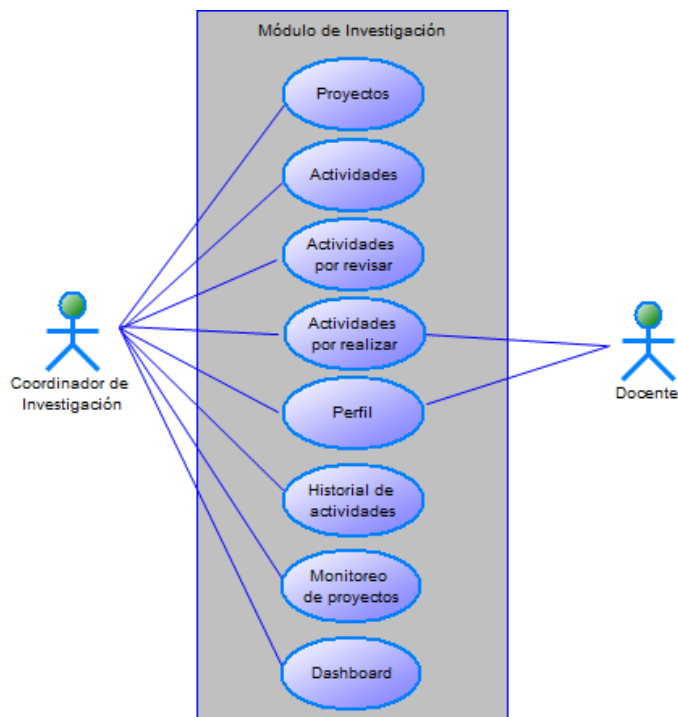 Módulo de Investigación
Proyectos
Actividades
Actividades
por revisar
Actividades
por realizar
Perfil
Historial de
actividades
Monitoreo
de proyectos
Dashboard
Coordinador de
Investigación
Docente